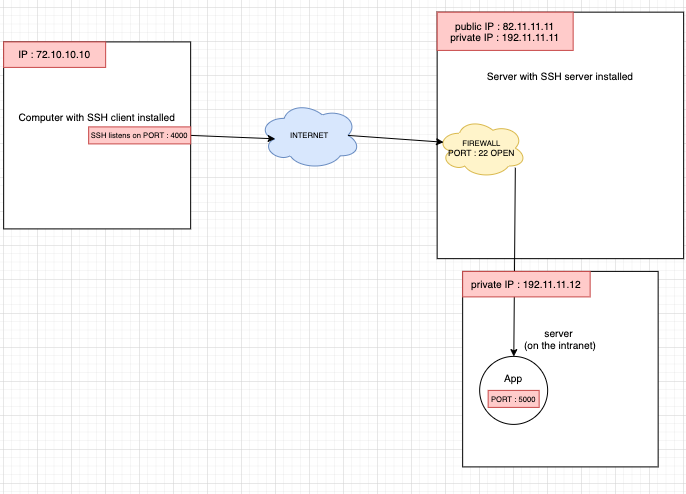 IP : 72.10.10.10
Computer with SSH client installed
SSH listens on PORT : 4000
INTERNET
public IP : 82.11.11.11
private IP : 192.11.11.11
Server with SSH server installed
FIREWALL
PORT : 22 OPEN
private IP : 192.11.11.12
server
(on the intranet)
App
PORT : 5000